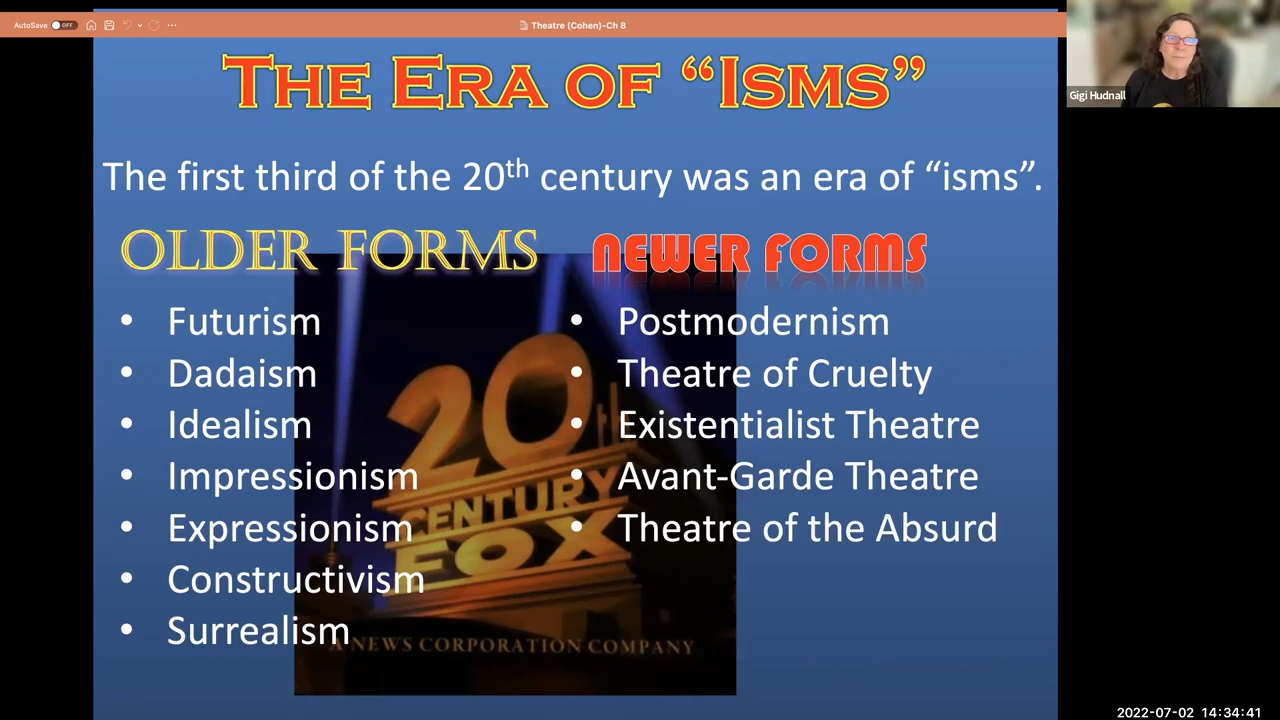 AutoSave OFF
Theatre (Cohen)-Ch 8
Gigi Hudnall
THE ERA OF “ISMS”
The first third of the 20th century was an era of “isms”.
OLDER FORMS
• Futurism
• Dadaism
• Idealism
• Impressionism
• Expressionism
• Constructivism
• Surrealism
NEWER FORMS
• Postmodernism
• Theatre of Cruelty
• Existentialist Theatre
• Avant-Garde Theatre
• Theatre of the Absurd
20
CENTURY
FOX
A NEWS CORPORATION COMPANY
2022-07-02 14:34:41